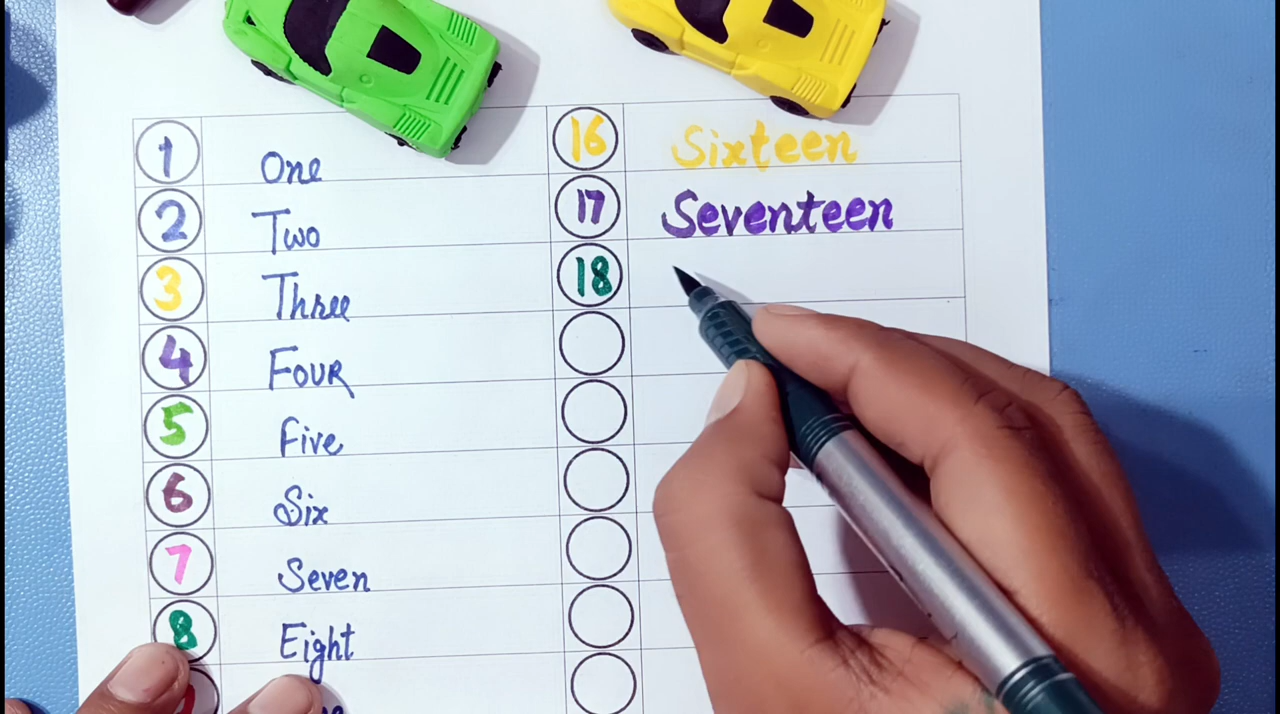 1 One
2 Two
3 Three
4 FOUR
5 Five
6 Six
7 Seven
8 Eight
16 Sixteen
17 Seventeen
18